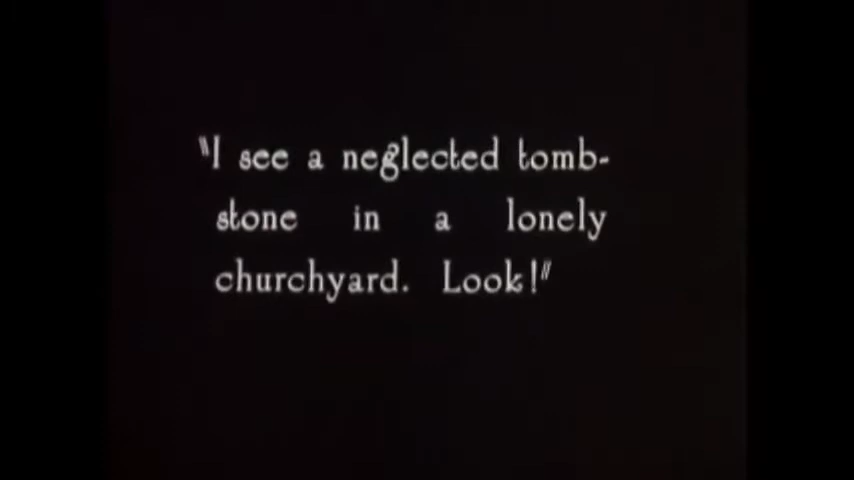 "I see a neglected tomb-
stone in a lonely
churchyard. Look!"